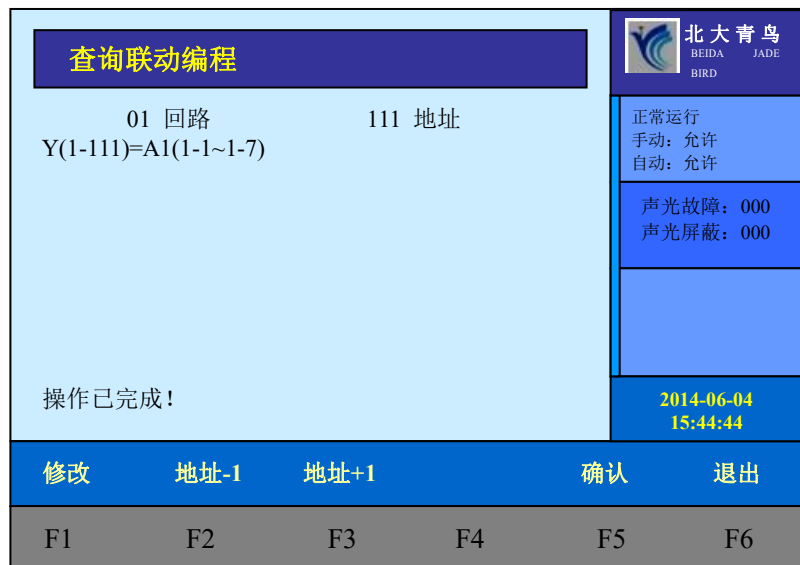 查询联动编程
北大青鸟
BEIDA JADE
BIRD
01 回路 111 地址
Y(1-111)=A1(1-1~1-7)
正常运行
手动：允许
自动：允许
声光故障：000
声光屏蔽：000
操作已完成！
2014-06-04
15:44:44
修改 地址-1 地址+1 确认 退出
F1 F2 F3 F4 F5 F6